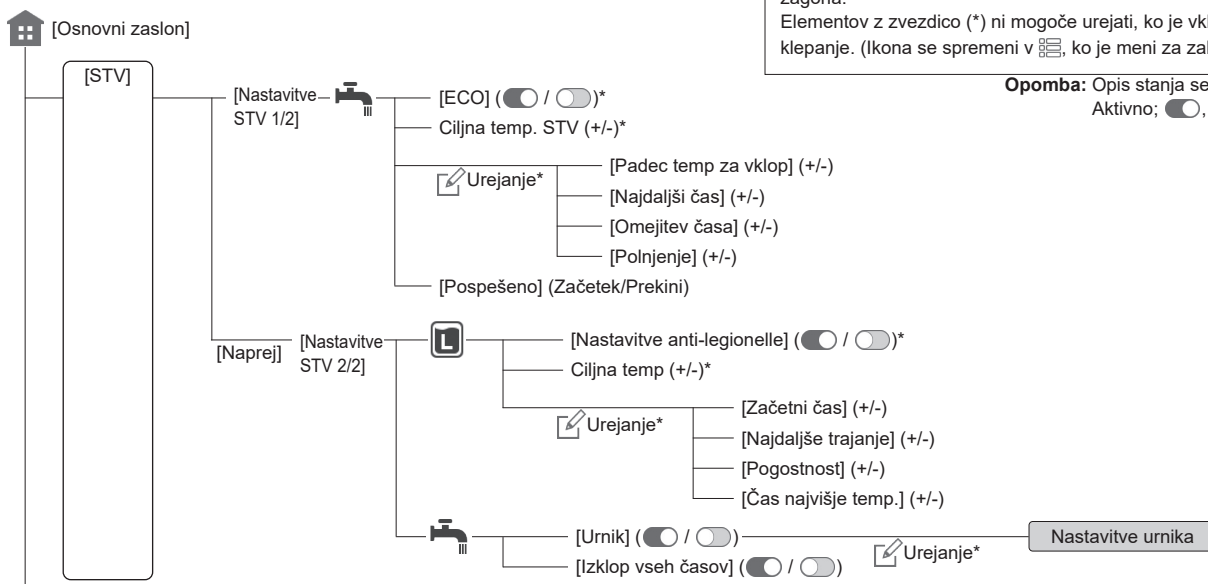 zagona.
Elementov z zvezdico (*) ni mogoče urejati, ko je
klepanje. (Ikona se spremeni v , ko je meni za
Opomba: Opis stanja se
Aktivno; ,
[Osnovni zaslon]
[STV]
[Nastavitve
STV 1/2]
[ECO] ( / )*
Ciljna temp. STV (+/-)*
Urejanje*
[Padec temp za vklop] (+/-)
[Najdaljši čas] (+/-)
[Omejitev časa] (+/-)
[Polnjenje] (+/-)
[Pospešeno] (Začetek/Prekini)
[Naprej]
[Nastavitve
STV 2/2]
L
[Nastavitve anti-legionelle] ( / )*
Ciljna temp (+/-)*
Urejanje*
[Začetni čas] (+/-)
[Najdaljše trajanje] (+/-)
[Pogostnost] (+/-)
[Čas najvišje temp.] (+/-)
[Urnik] ( / )
Urejanje*
Nastavitve urnika
[Izklop vseh časov] ( / )